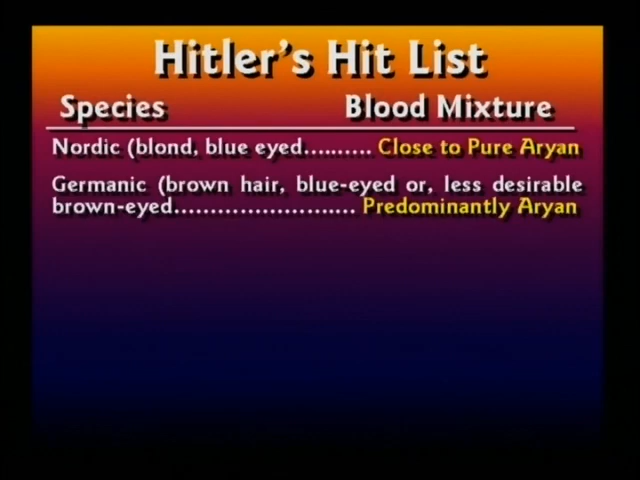 Hitler's Hit List
Species Blood Mixture
Nordic (blond, blue eyed.......... Close to Pure Aryan
Germanic (brown hair, blue-eyed or, less desirable
brown-eyed............................ Predominantly Aryan